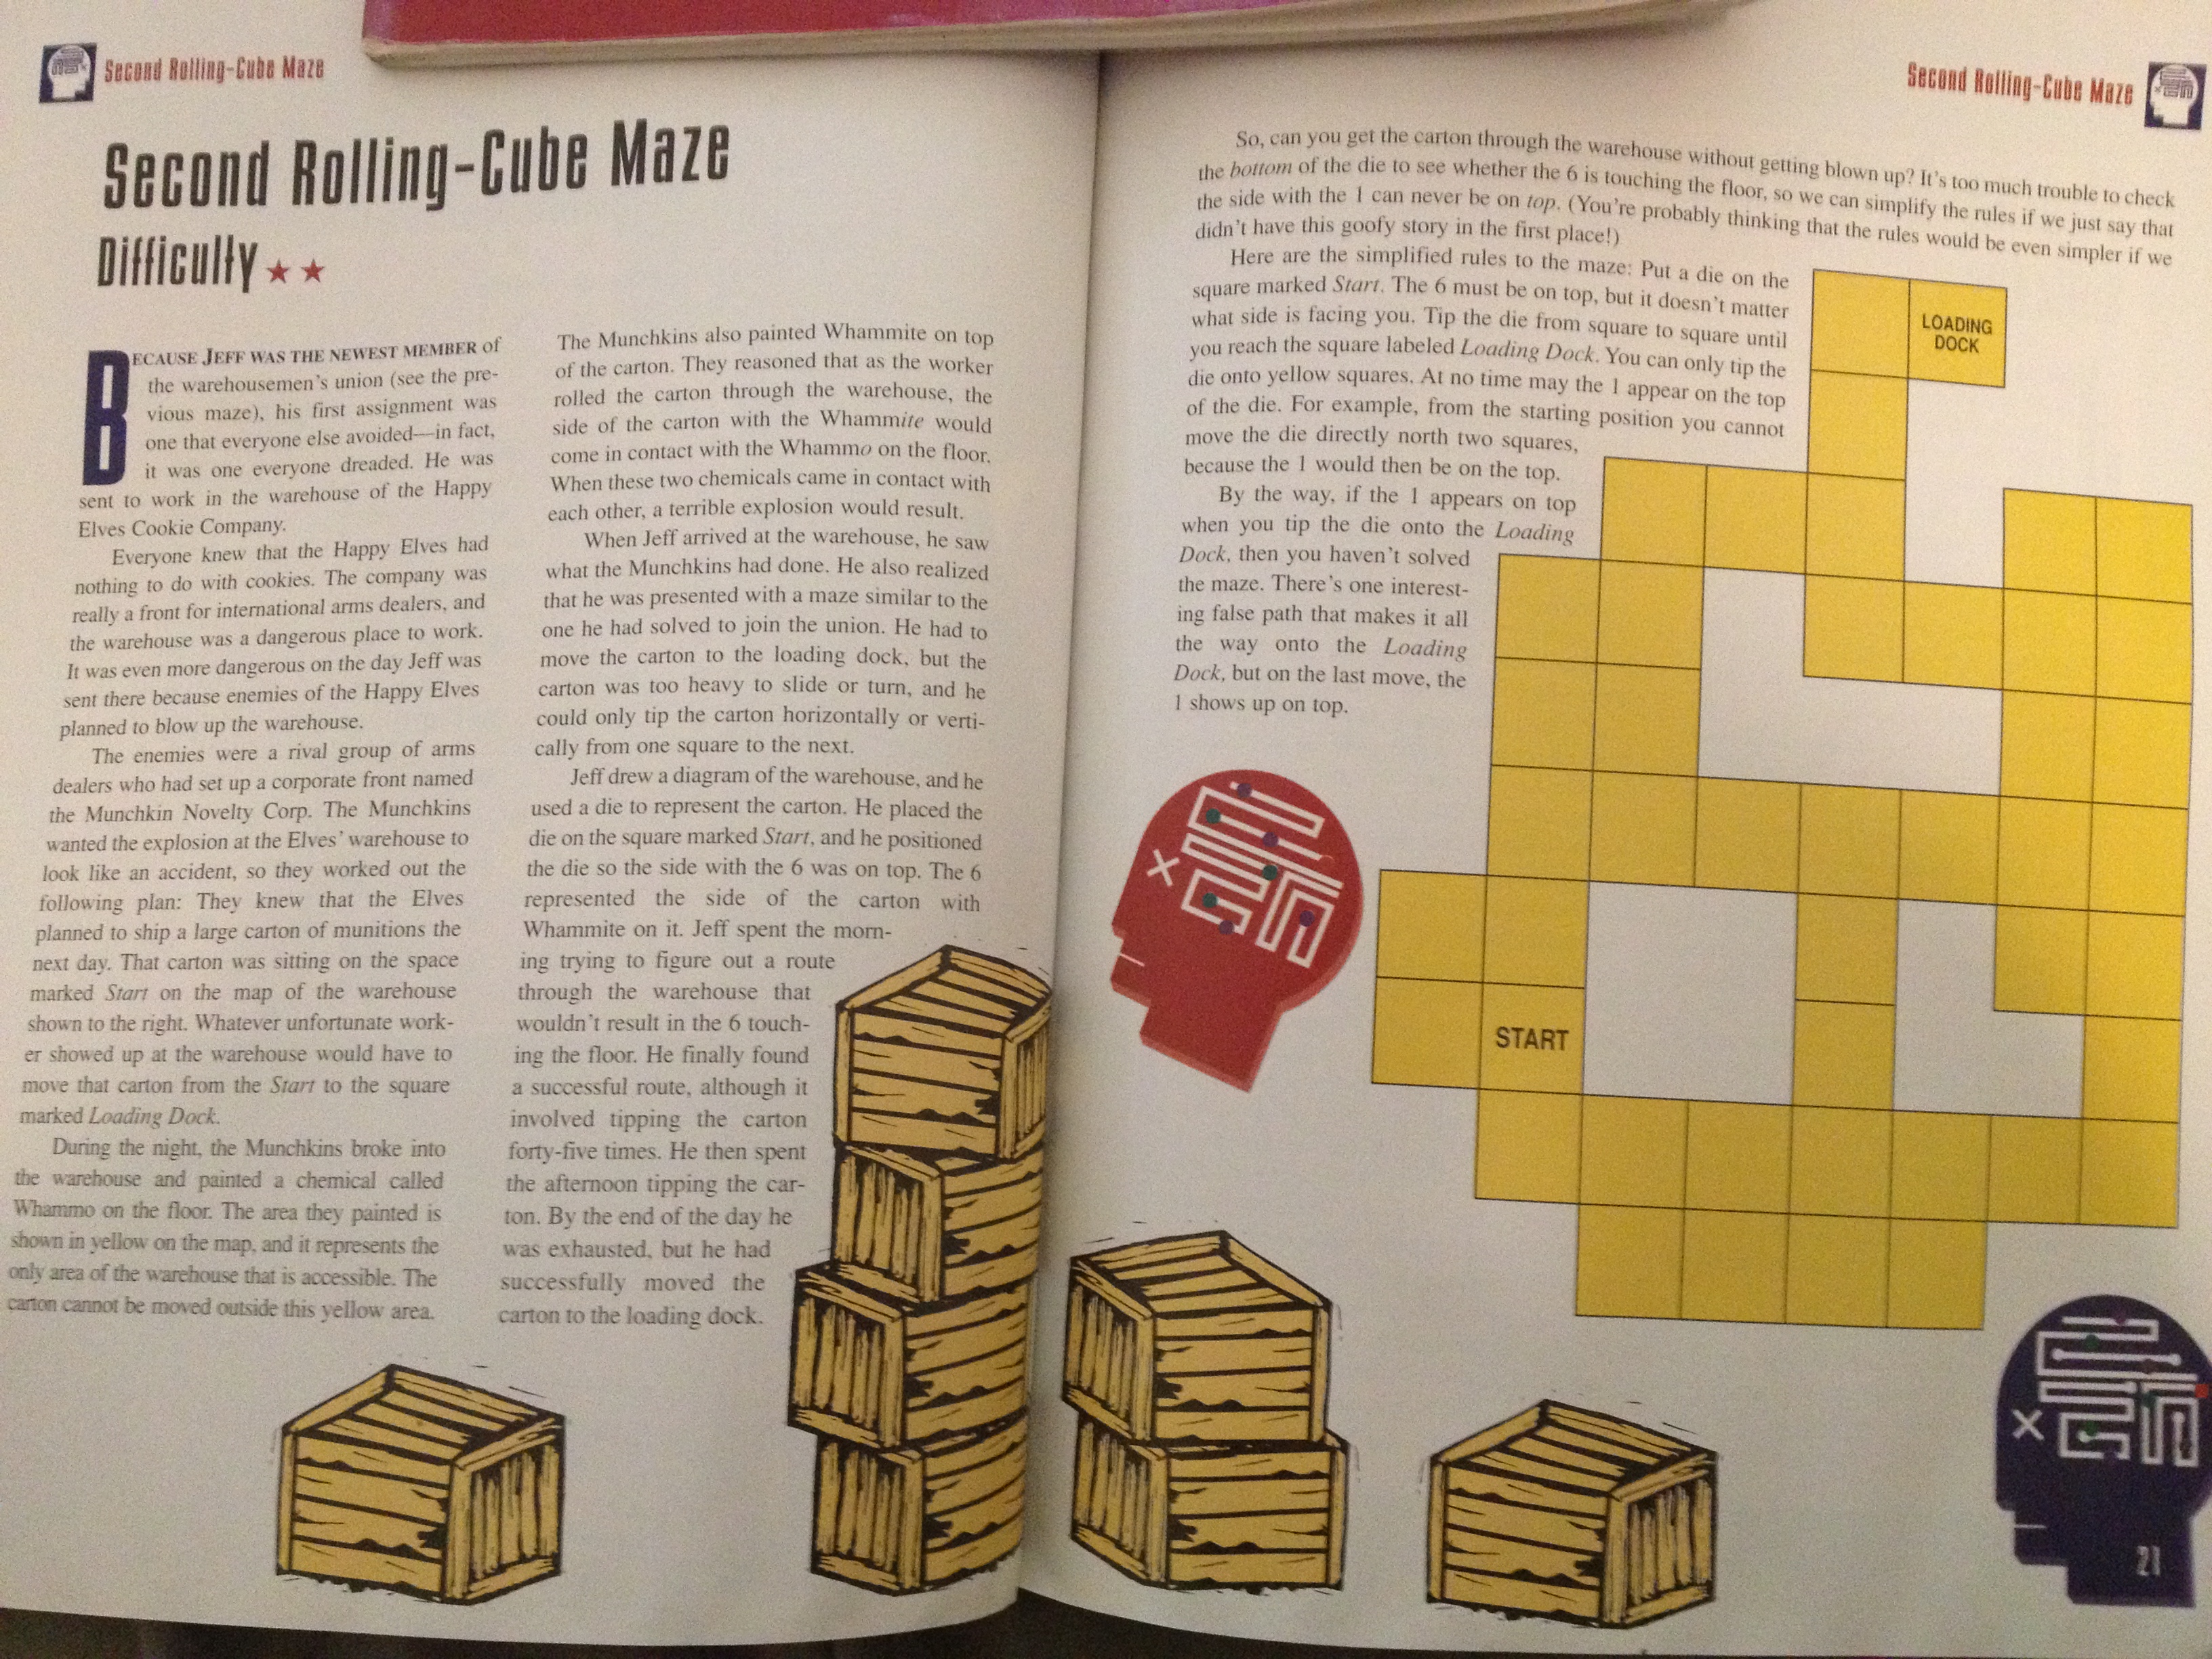 Second Rolling-Cube Maze
Second Rolling-Cube Maze
Difficulty
BECAUSE JEFF WAS THE NEWEST MEMBER of
the warehousemen's union (see the pre-
vious maze), his first assignment was
one that everyone else avoided—in fact,
it was one everyone dreaded. He was
sent to work in the warehouse of the Happy
Elves Cookie Company.
Everyone knew that the Happy Elves had
nothing to do with cookies. The company was
really a front for international arms dealers, and
the warehouse was a dangerous place to work.
It was even more dangerous on the day Jeff was
sent there because enemies of the Happy Elves
planned to blow up the warehouse.
The enemies were a rival group of arms
dealers who had set up a corporate front named
the Munchkin Novelty Corp. The Munchkins
wanted the explosion at the Elves' warehouse to
look like an accident, so they worked out the
following plan: They knew that the Elves
planned to ship a large carton of munitions the
next day. That carton was sitting on the space
marked Start on the map of the warehouse
shown to the right. Whatever unfortunate work-
er showed up at the warehouse would have to
move that carton from the Start to the square
marked Loading Dock.
During the night, the Munchkins broke into
the warehouse and painted a chemical called
Whammo on the floor. The area they painted is
shown in yellow on the map, and it represents the
only area of the warehouse that is accessible. The
carton cannot be moved outside this yellow area.
The Munchkins also painted Whammite on top
of the carton. They reasoned that as the worker
rolled the carton through the warehouse, the
side of the carton with the Whammite would
come in contact with the Whammo on the floor.
When these two chemicals came in contact with
each other, a terrible explosion would result.
When Jeff arrived at the warehouse, he saw
what the Munchkins had done. He also realized
that he was presented with a maze similar to the
one he had solved to join the union. He had to
move the carton to the loading dock, but the
carton was too heavy to slide or turn, and he
could only tip the carton horizontally or verti-
cally from one square to the next.
Jeff drew a diagram of the warehouse, and he
used a die to represent the carton. He placed the
die on the square marked Start, and he positioned
the die so the side with the 6 was on top. The 6
represented the side of the carton with
Whammite on it. Jeff spent the morn-
ing trying to figure out a route
through the warehouse that
wouldn't result in the 6 touch-
ing the floor. He finally found
a successful route, although it
involved tipping the carton
forty-five times. He then spent
the afternoon tipping the car-
ton. By the end of the day he
was exhausted, but he had
successfully moved the
carton to the loading dock.
Second Rolling-Cube Maze
So, can you get the carton through the warehouse without getting blown up? It's too much trouble to check
the bottom of the die to see whether the 6 is touching the floor, so we can simplify the rules if we just say that
the side with the 1 can never be on top. (You're probably thinking that the rules would be even simpler if we
didn't have this goofy story in the first place!)
Here are the simplified rules to the maze: Put a die on the
square marked Start. The 6 must be on top, but it doesn't matter
what side is facing you. Tip the die from square to square until
you reach the square labeled Loading Dock. You can only tip the
die onto yellow squares. At no time may the 1 appear on the top
of the die. For example, from the starting position you cannot
move the die directly north two squares,
because the 1 would then be on the top.
By the way, if the 1 appears on top
when you tip the die onto the Loading
Dock, then you haven't solved
the maze. There's one interest-
ing false path that makes it all
the way onto the Loading
Dock, but on the last move, the
1 shows up on top.
LOADING
DOCK
START
21